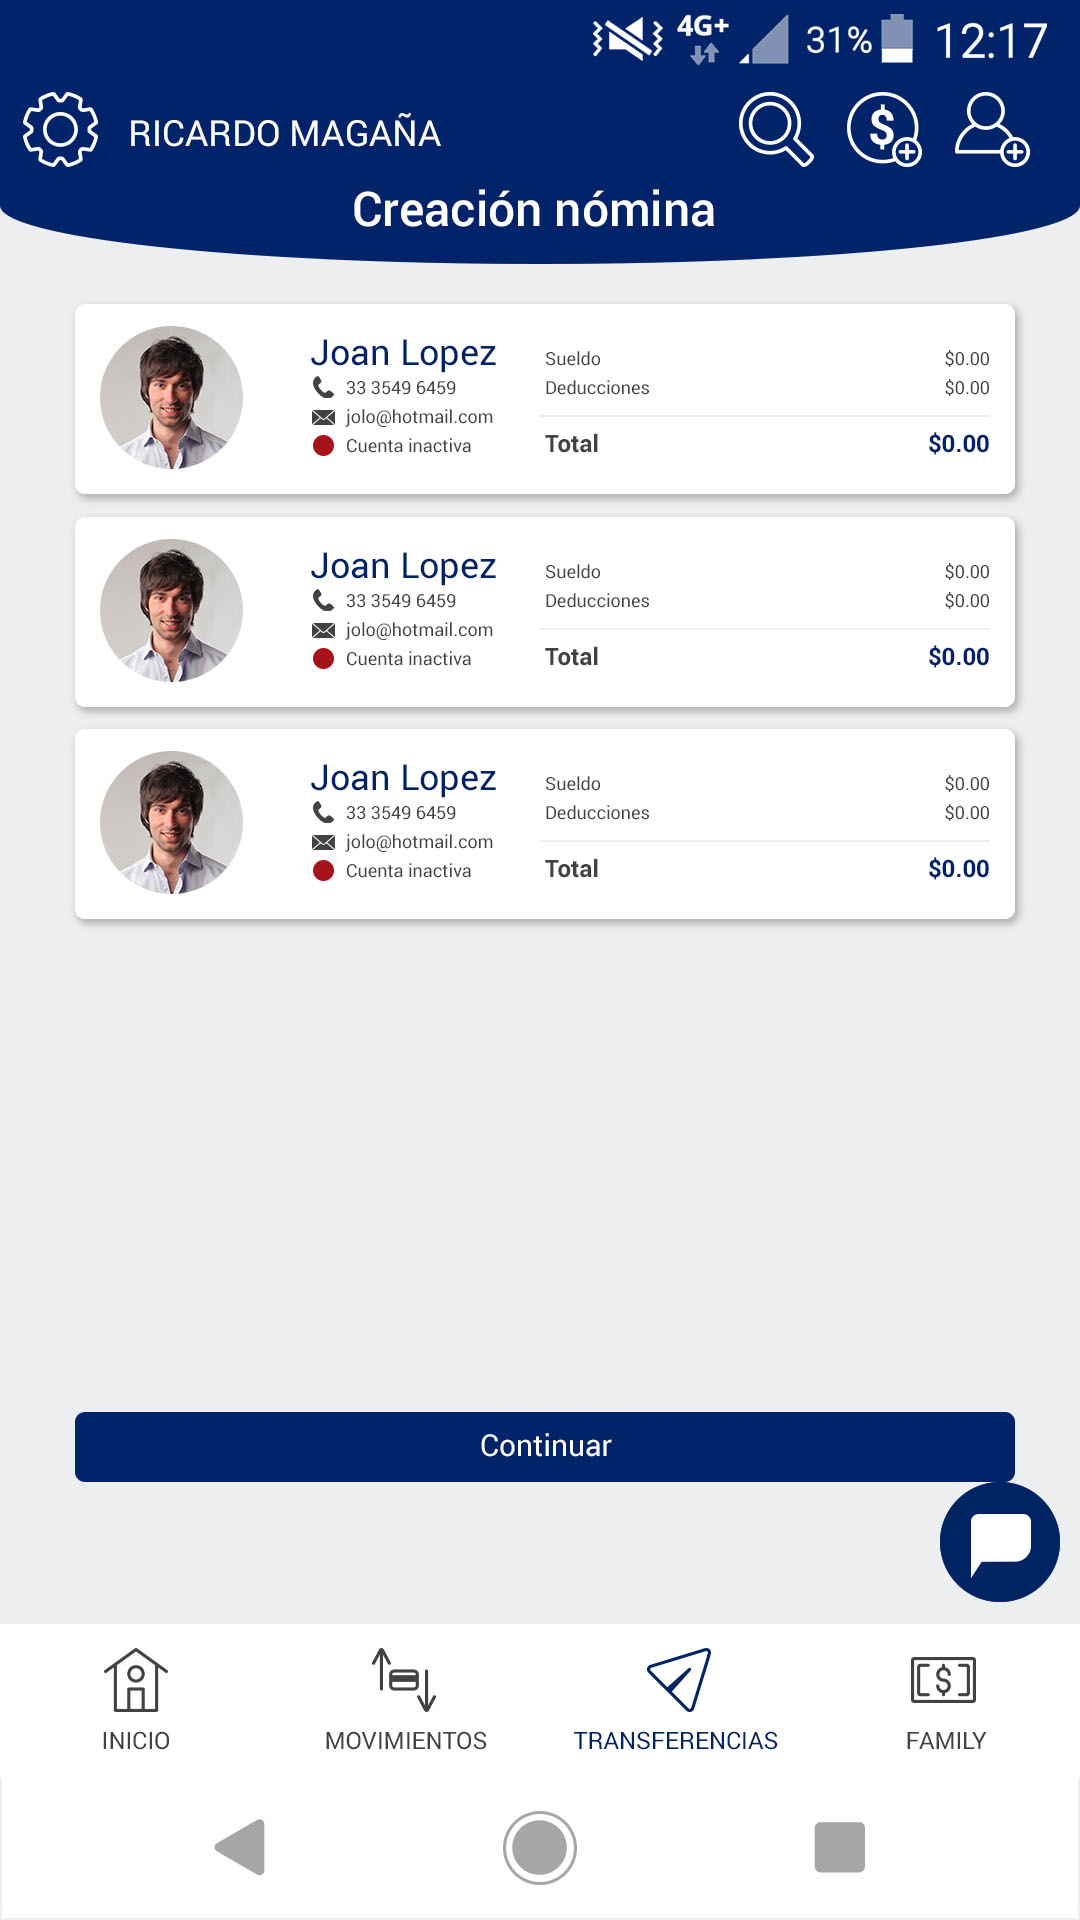 4G+ 31% 12:17
RICARDO MAGAÑA
Creación nómina
Joan Lopez
33 3549 6459
jolo@hotmail.com
Cuenta inactiva
Sueldo $0.00
Deducciones $0.00
Total $0.00
Joan Lopez
33 3549 6459
jolo@hotmail.com
Cuenta inactiva
Sueldo $0.00
Deducciones $0.00
Total $0.00
Joan Lopez
33 3549 6459
jolo@hotmail.com
Cuenta inactiva
Sueldo $0.00
Deducciones $0.00
Total $0.00
Continuar
INICIO MOVIMIENTOS TRANSFERENCIAS FAMILY